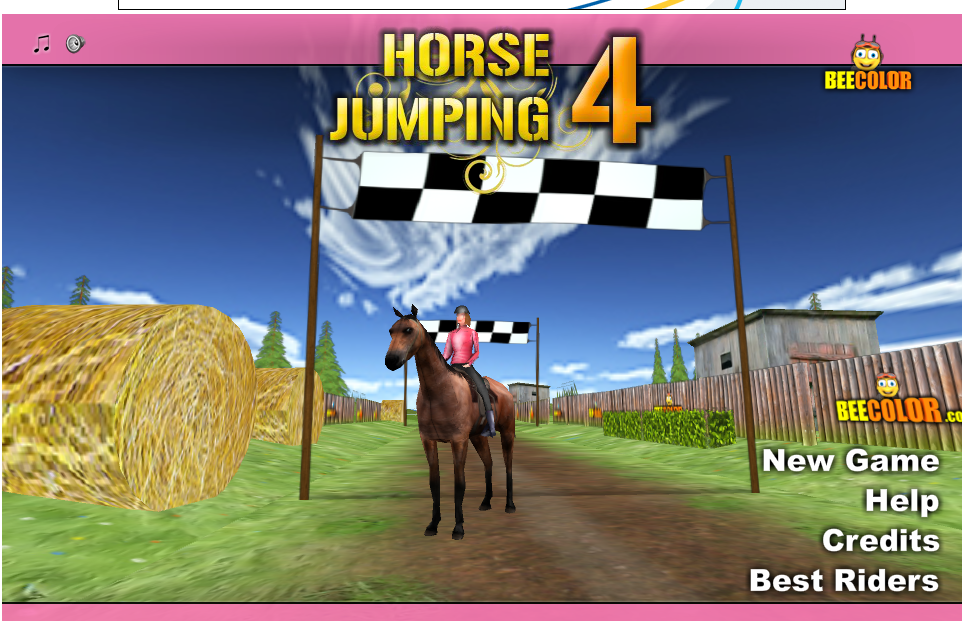 HORSE
JUMPING 4
BEECOLOR
BEECOLOR.co
New Game
Help
Credits
Best Riders